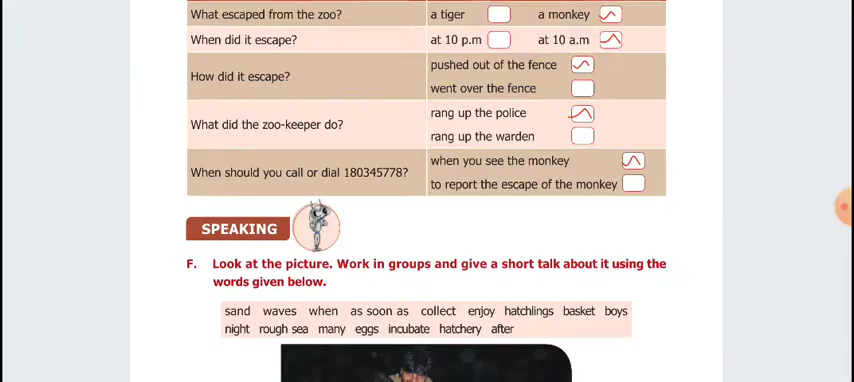 What escaped from the zoo? a tiger a monkey
When did it escape? at 10 p.m at 10 a.m
How did it escape? pushed out of the fence
went over the fence
What did the zoo-keeper do? rang up the police
rang up the warden
When should you call or dial 180345778? when you see the monkey
to report the escape of the monkey
SPEAKING
F. Look at the picture. Work in groups and give a short talk about it using the
words given below.
sand waves when as soon as collect enjoy hatchlings basket boys
night rough sea many eggs incubate hatchery after